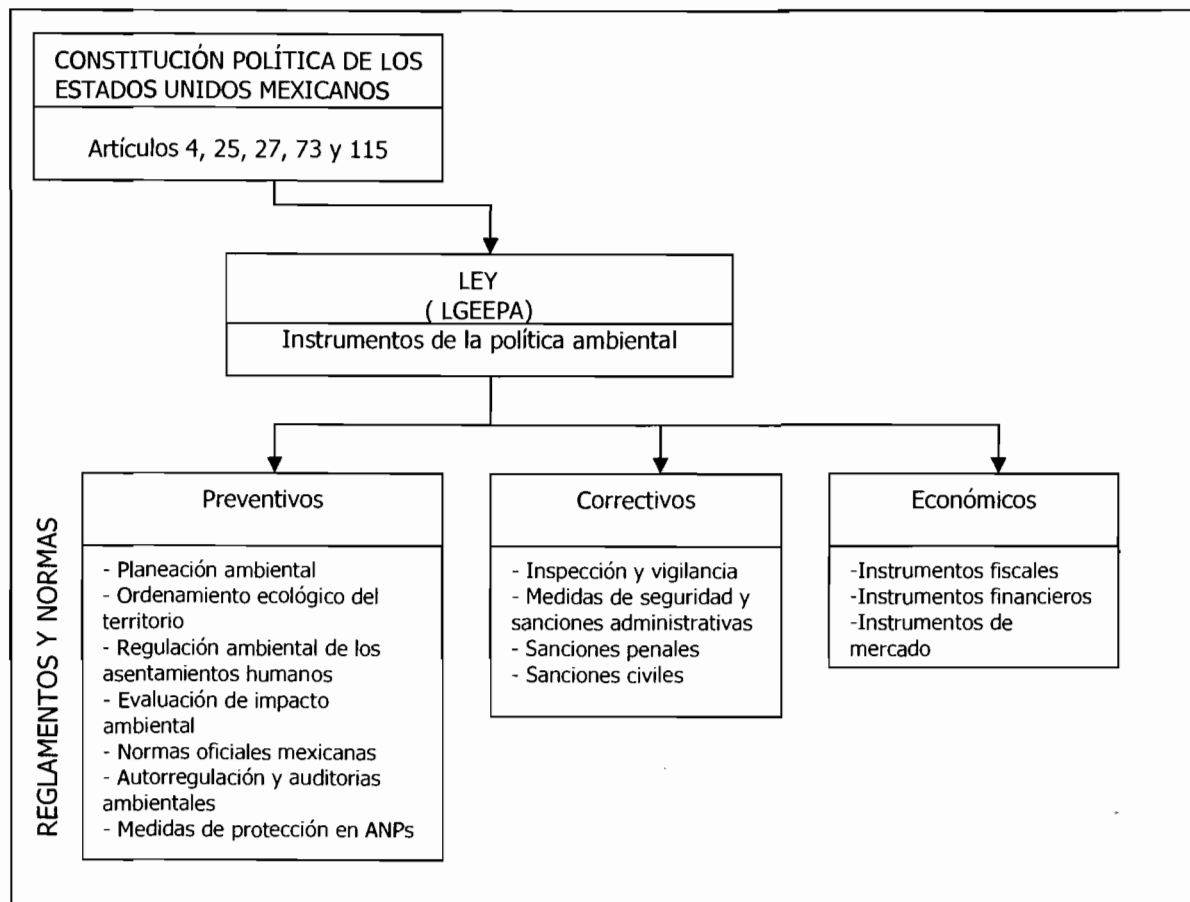 CONSTITUCIÓN POLÍTICA DE LOS
ESTADOS UNIDOS MEXICANOS
Artículos 4, 25, 27, 73 y 115
LEY
( LGEEPA)
Instrumentos de la política ambiental
REGLAMENTOS Y NORMAS
Preventivos
- Planeación ambiental
- Ordenamiento ecológico del
territorio
- Regulación ambiental de los
asentamientos humanos
- Evaluación de impacto
ambiental
- Normas oficiales mexicanas
- Autorregulación y auditorias
ambientales
- Medidas de protección en ANPs
Correctivos
- Inspección y vigilancia
- Medidas de seguridad y
sanciones administrativas
- Sanciones penales
- Sanciones civiles
Económicos
-Instrumentos fiscales
-Instrumentos financieros
-Instrumentos de
mercado